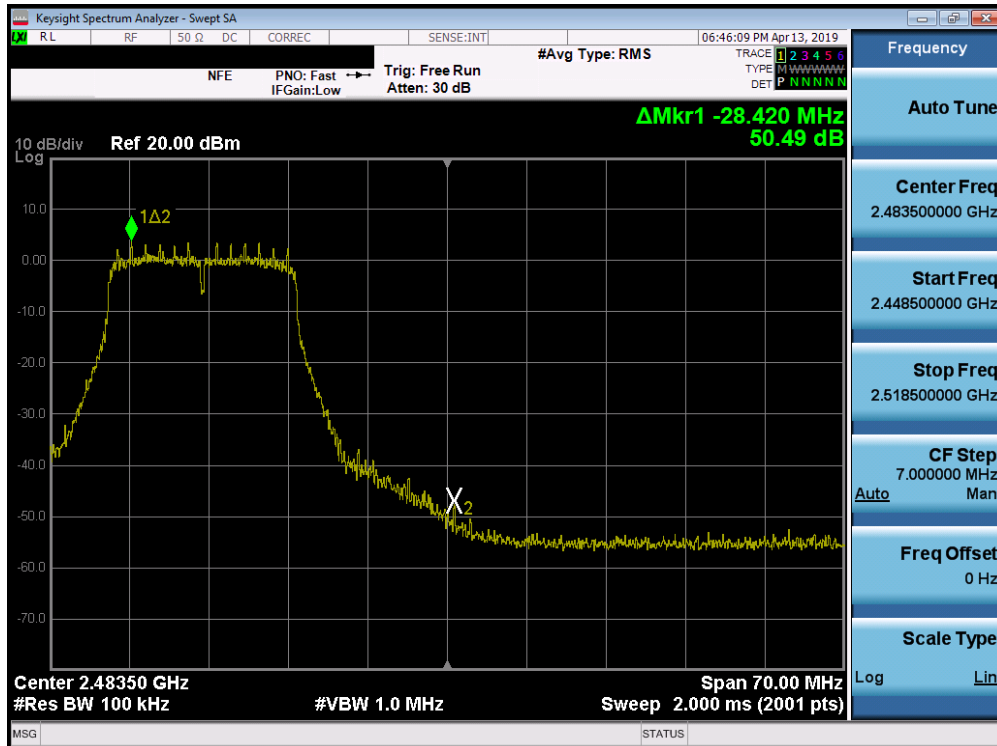 Keysight Spectrum Analyzer - Swept SA
LXI RL RF 50 Ω DC CORREC SENSE:INT 06:46:09 PM Apr 13, 2019
#Avg Type: RMS TRACE 1 2 3 4 5 6
TYPE M W W W W W
DET P N N N N N
NFE PNO: Fast Trig: Free Run
IFGain:Low Atten: 30 dB
ΔMkr1 -28.420 MHz
50.49 dB
10 dB/div Ref 20.00 dBm
Log
10.0
1Δ2
0.00
-10.0
-20.0
-30.0
-40.0
2
-50.0
-60.0
-70.0
Center 2.48350 GHz Span 70.00 MHz
#Res BW 100 kHz #VBW 1.0 MHz Sweep 2.000 ms (2001 pts)
MSG STATUS
Frequency
Auto Tune
Center Freq
2.483500000 GHz
Start Freq
2.448500000 GHz
Stop Freq
2.518500000 GHz
CF Step
7.000000 MHz
Auto Man
Freq Offset
0 Hz
Scale Type
Log Lin